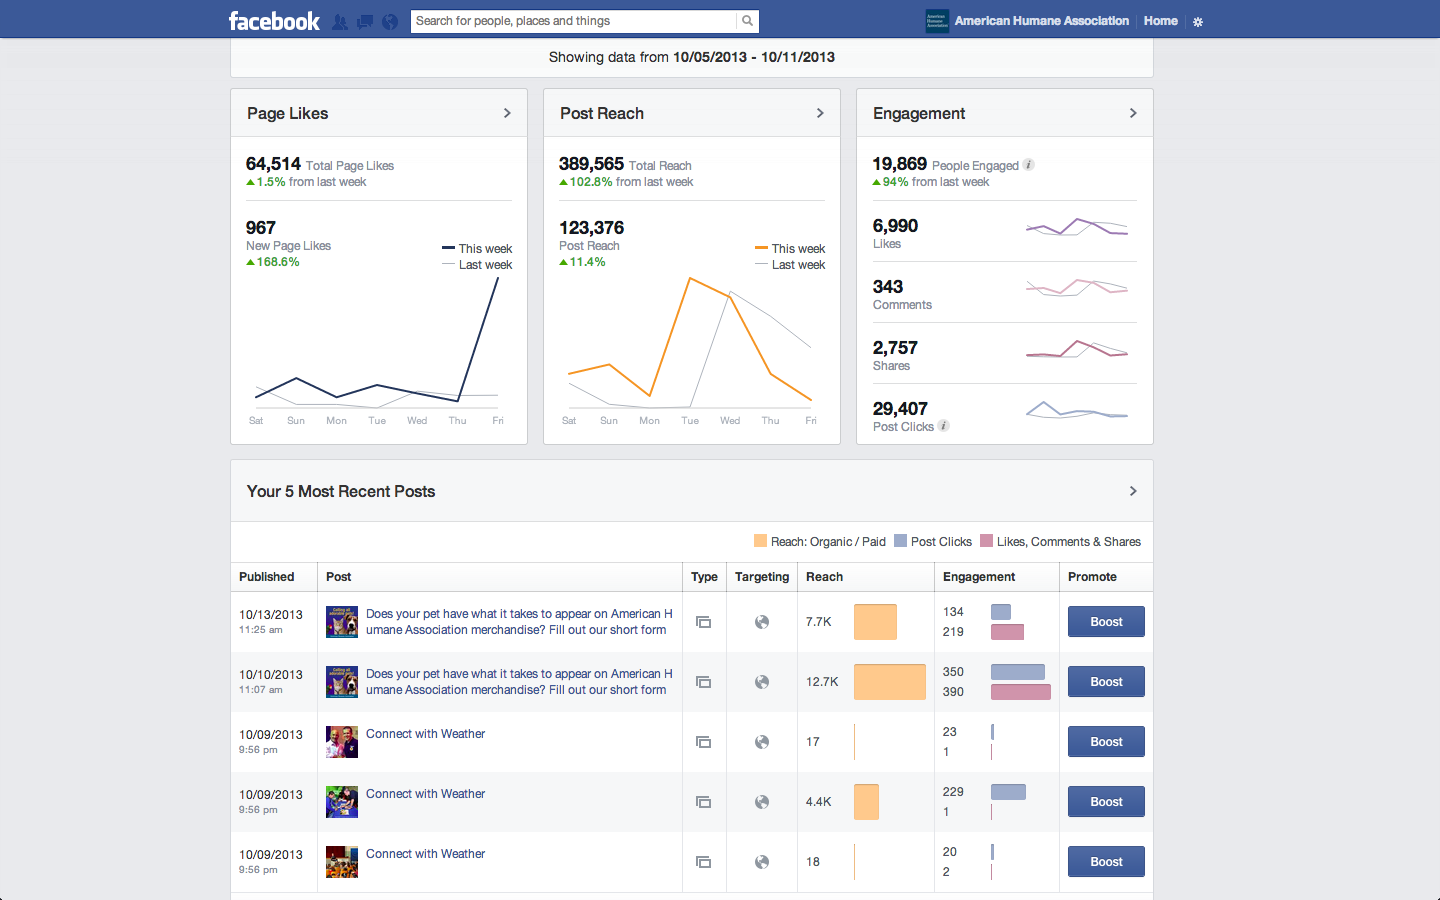 facebook
Search for people, places and things
American Humane Association
Home
Showing data from 10/05/2013 - 10/11/2013
Page Likes
64,514 Total Page Likes
1.5% from last week
967
New Page Likes
168.6%
This week
Last week
Sat Sun Mon Tue Wed Thu Fri
Post Reach
389,565 Total Reach
102.8% from last week
123,376
Post Reach
11.4%
This week
Last week
Sat Sun Mon Tue Wed Thu Fri
Engagement
19,869 People Engaged i
94% from last week
6,990
Likes
343
Comments
2,757
Shares
29,407
Post Clicks i
Your 5 Most Recent Posts
Reach: Organic / Paid Post Clicks Likes, Comments & Shares
Published Post Type Targeting Reach Engagement Promote
10/13/2013
11:25 am
Does your pet have what it takes to appear on American H
umane Association merchandise? Fill out our short form
7.7K
134
219
Boost
10/10/2013
11:07 am
Does your pet have what it takes to appear on American H
umane Association merchandise? Fill out our short form
12.7K
350
390
Boost
10/09/2013
9:56 pm
Connect with Weather
17
23
1
Boost
10/09/2013
9:56 pm
Connect with Weather
4.4K
229
1
Boost
10/09/2013
9:56 pm
Connect with Weather
18
20
2
Boost